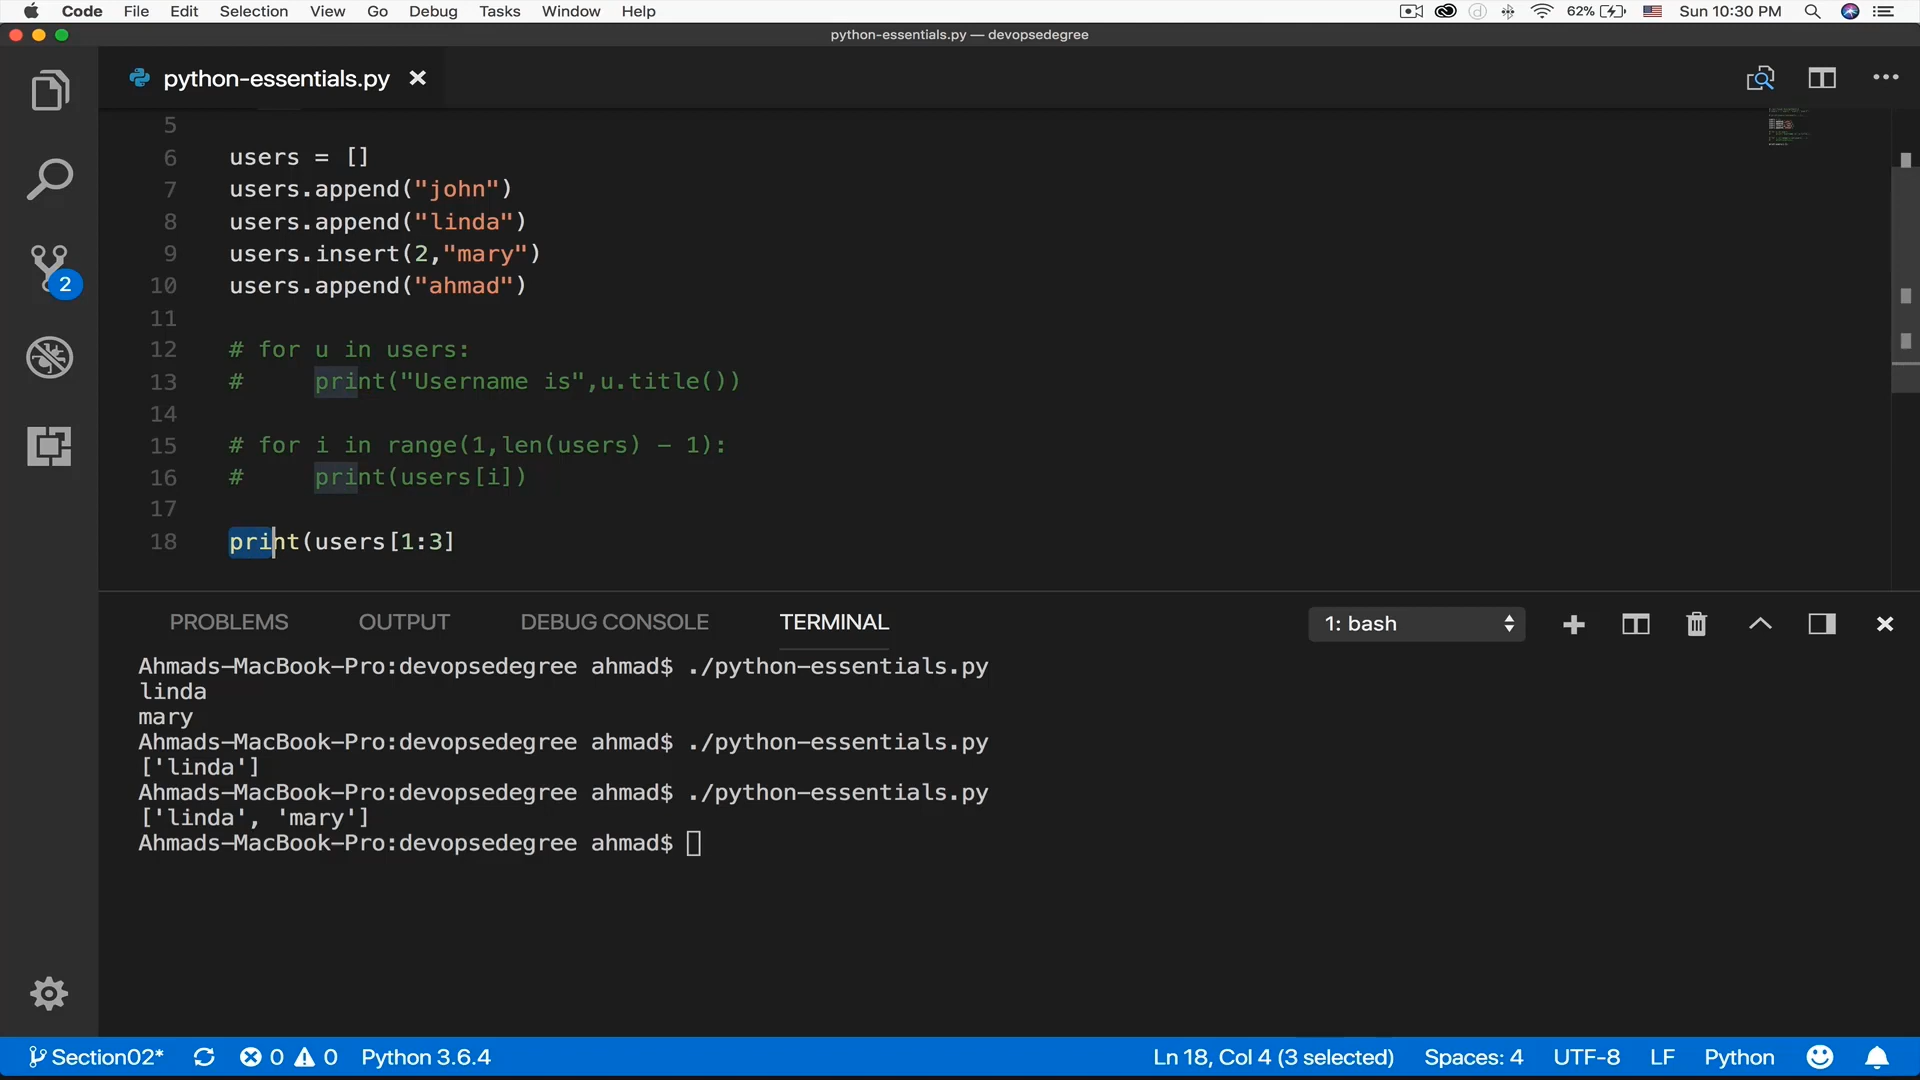 Code File Edit Selection View Go Debug Tasks Window Help 62% Sun 10:30 PM
python-essentials.py — devopsedegree
python-essentials.py
5
6 users = []
7 users.append("john")
8 users.append("linda")
9 users.insert(2,"mary")
10 users.append("ahmad")
11
12 # for u in users:
13 #     print("Username is",u.title())
14
15 # for i in range(1,len(users) - 1):
16 #     print(users[i])
17
18 print(users[1:3]
2
PROBLEMS OUTPUT DEBUG CONSOLE TERMINAL 1: bash
Ahmads-MacBook-Pro:devopsedegree ahmad$ ./python-essentials.py
linda
mary
Ahmads-MacBook-Pro:devopsedegree ahmad$ ./python-essentials.py
['linda']
Ahmads-MacBook-Pro:devopsedegree ahmad$ ./python-essentials.py
['linda', 'mary']
Ahmads-MacBook-Pro:devopsedegree ahmad$
Section02* 0 0 Python 3.6.4 Ln 18, Col 4 (3 selected) Spaces: 4 UTF-8 LF Python